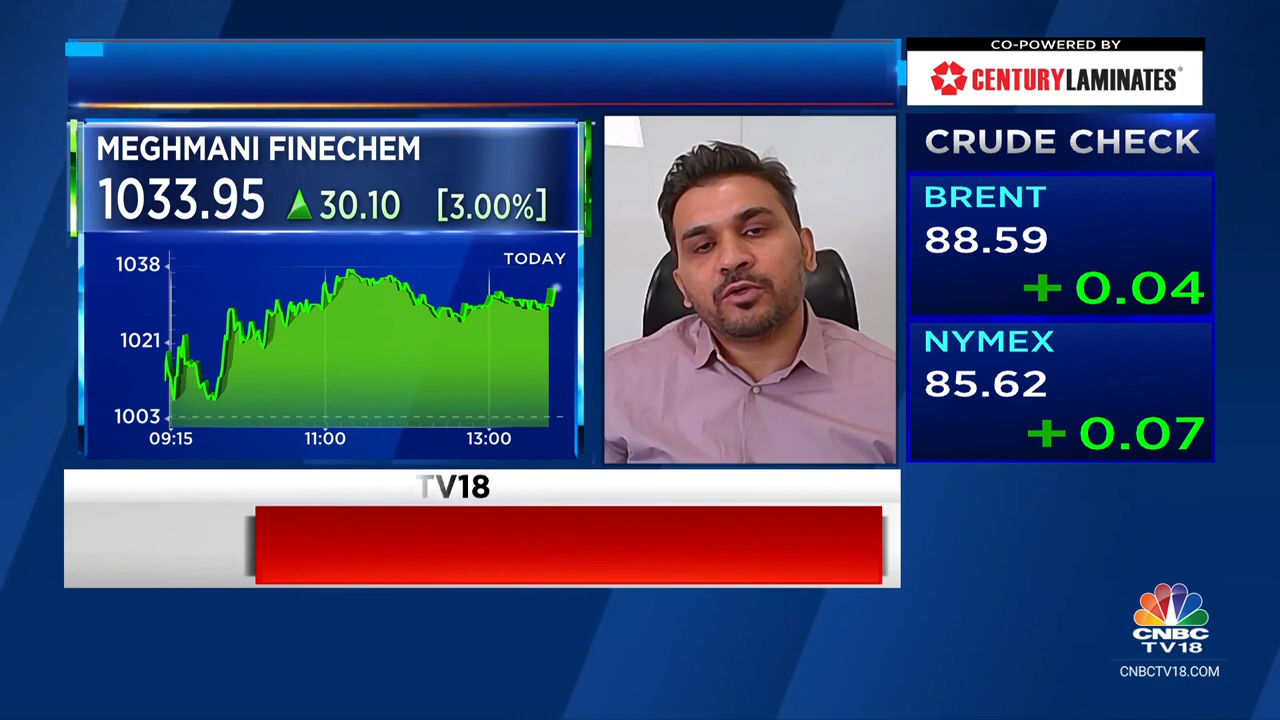 CO-POWERED BY
CENTURYLAMINATES®
MEGHMANI FINECHEM
1033.95 ▲ 30.10 [3.00%]
TODAY
1038
1021
1003
09:15 11:00 13:00
CRUDE CHECK
BRENT
88.59
+ 0.04
NYMEX
85.62
+ 0.07
TV18
CNBC
TV18
CNBCTV18.COM